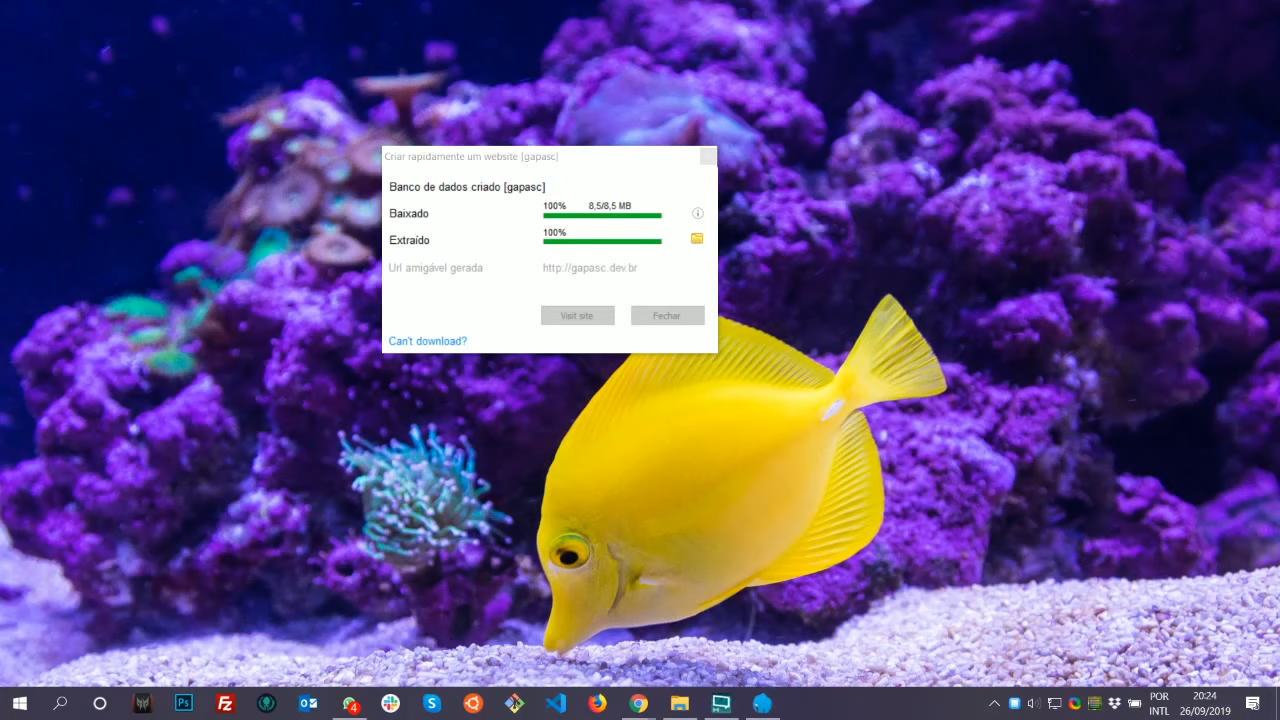 Criar rapidamente um website [gapasc]
Banco de dados criado [gapasc]
Baixado 100% 8,5/8,5 MB
Extraído 100%
Url amigável gerada http://gapasc.dev.br
Visit site Fechar
Can't download?
Ps Fz 4 S POR 20:24
INTL 26/09/2019